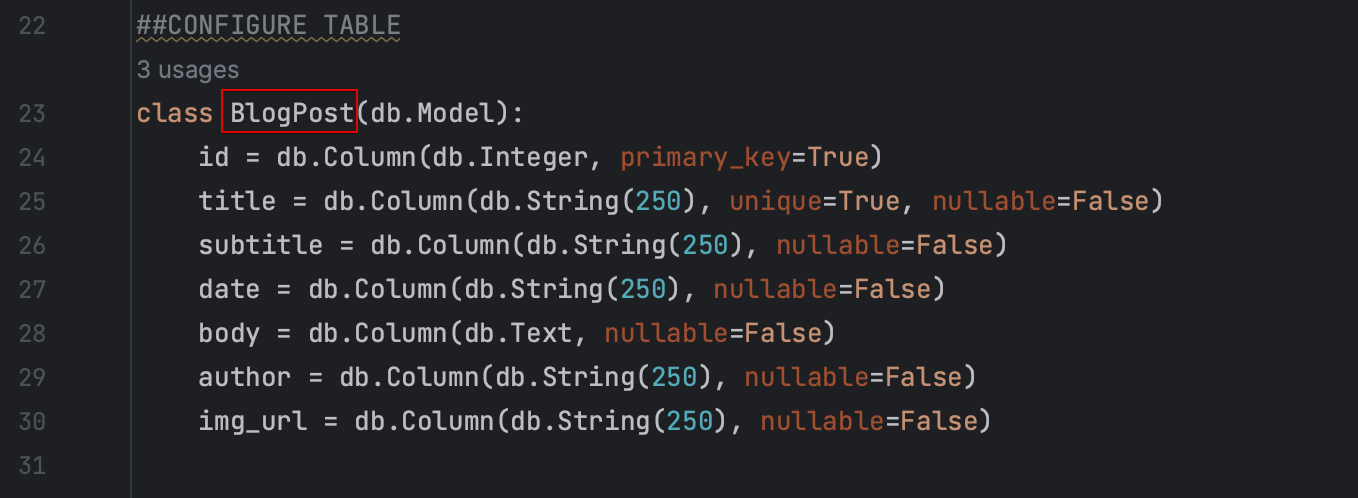 22 ##CONFIGURE TABLE
3 usages
23 class BlogPost(db.Model):
24 id = db.Column(db.Integer, primary_key=True)
25 title = db.Column(db.String(250), unique=True, nullable=False)
26 subtitle = db.Column(db.String(250), nullable=False)
27 date = db.Column(db.String(250), nullable=False)
28 body = db.Column(db.Text, nullable=False)
29 author = db.Column(db.String(250), nullable=False)
30 img_url = db.Column(db.String(250), nullable=False)
31